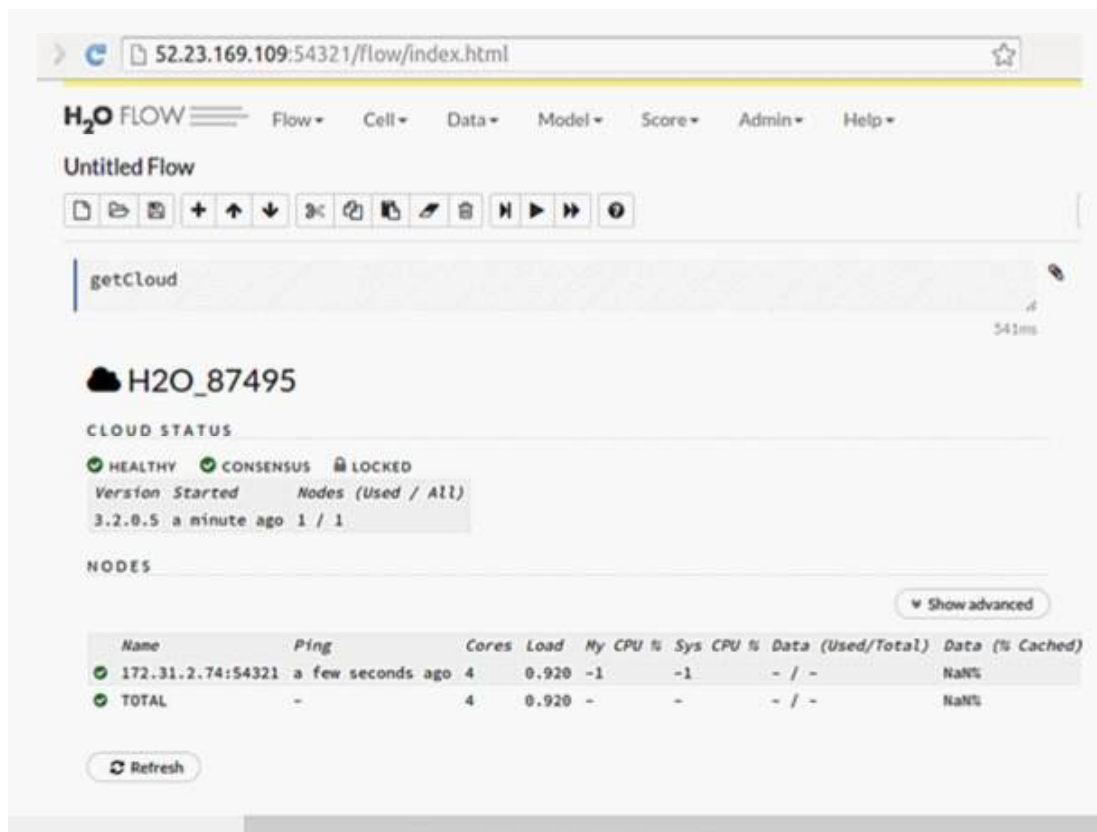 52.23.169.109:54321/flow/index.html
H2O FLOW Flow Cell Data Model Score Admin Help
Untitled Flow
getCloud
541ms
H2O_87495
CLOUD STATUS
HEALTHY CONSENSUS LOCKED
Version Started Nodes (Used / All)
3.2.0.5 a minute ago 1 / 1
NODES
Show advanced
Name Ping Cores Load My CPU % Sys CPU % Data (Used/Total) Data (% Cached)
172.31.2.74:54321 a few seconds ago 4 0.920 -1 -1 - / - NaN%
TOTAL - 4 0.920 - - - / - NaN%
Refresh